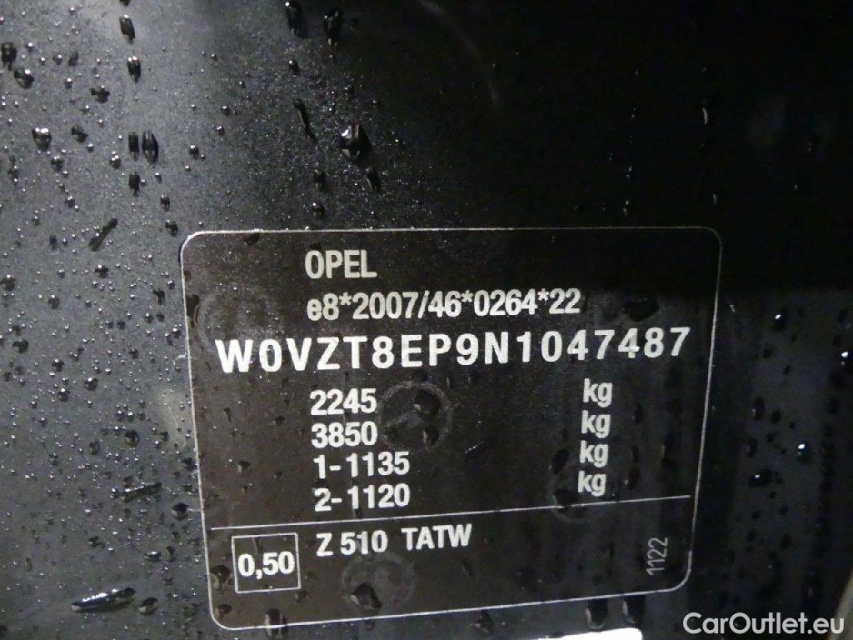 OPEL
e8*2007/46*0264*22
W0VZT8EP9N1047487
2245 kg
3850 kg
1-1135 kg
2-1120 kg
0,50 Z 510 TATW
1122
CarOutlet.eu